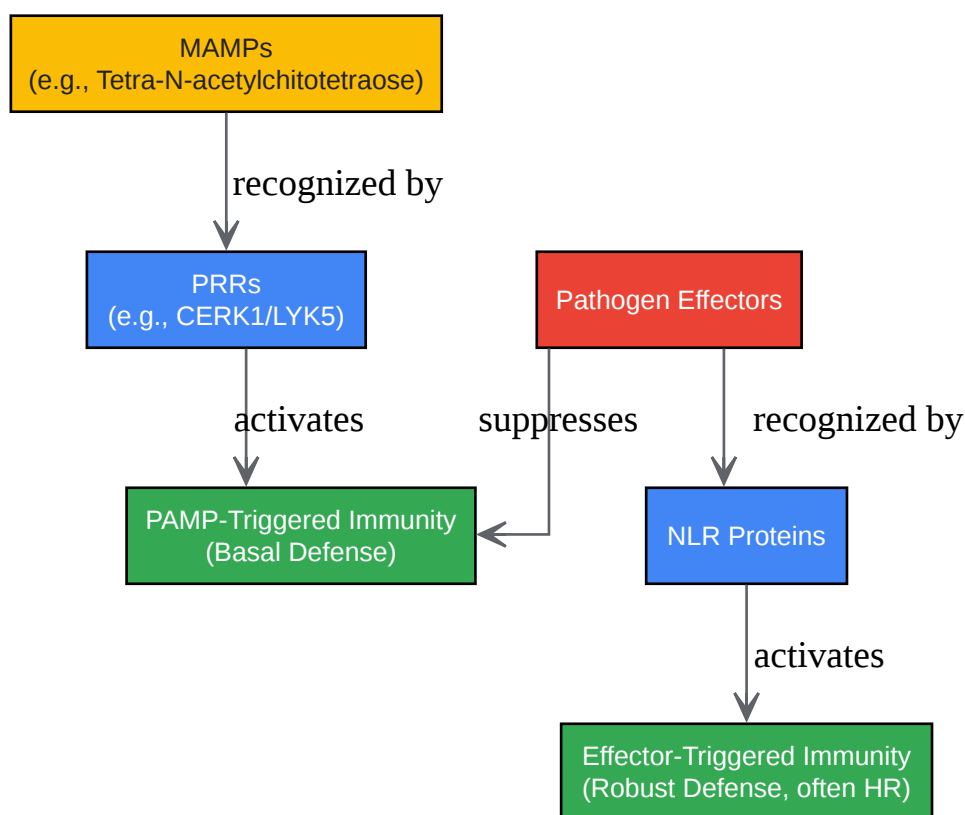 MAMPs
(e.g., Tetra-N-acetylchitotetraose)
recognized by
PRRs
(e.g., CERK1/LYK5)
Pathogen Effectors
activates
suppresses
recognized by
PAMP-Triggered Immunity
(Basal Defense)
NLR Proteins
activates
Effector-Triggered Immunity
(Robust Defense, often HR)